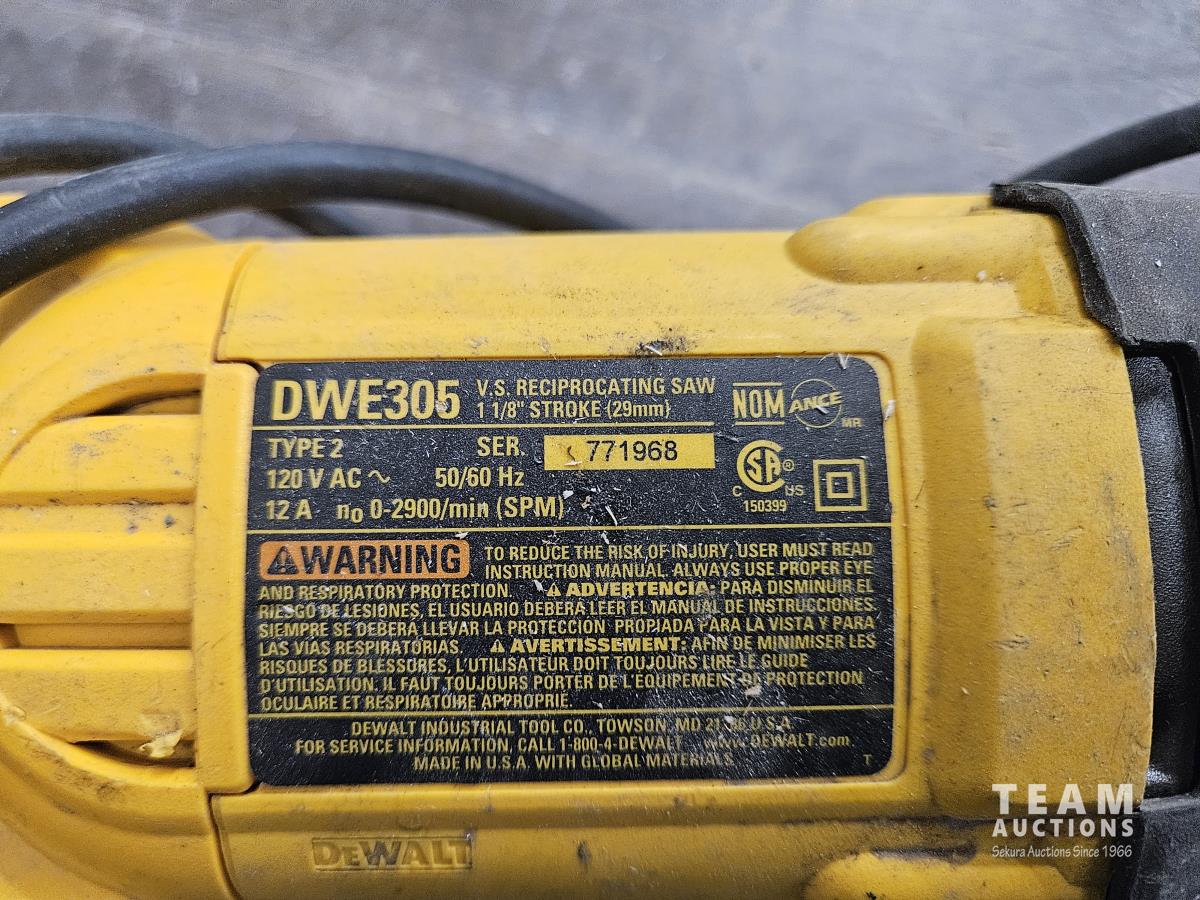 DWE305 V.S. RECIPROCATING SAW
1 1/8" STROKE (29mm)
NOM ANCE MR
TYPE 2 SER. 771968
120 V AC ~ 50/60 Hz
12 A n₀ 0-2900/min (SPM)
C SA ® US
150399
⚠WARNING TO REDUCE THE RISK OF INJURY, USER MUST READ
INSTRUCTION MANUAL. ALWAYS USE PROPER EYE
AND RESPIRATORY PROTECTION. ⚠ ADVERTENCIA: PARA DISMINUIR EL
RIESGO DE LESIONES, EL USUARIO DEBERÁ LEER EL MANUAL DE INSTRUCCIONES.
SIEMPRE SE DEBERÁ LLEVAR LA PROTECCIÓN PROPIADA PARA LA VISTA Y PARA
LAS VIAS RESPIRATORIAS. ⚠ AVERTISSEMENT: AFIN DE MINIMISER LES
RISQUES DE BLESSURES, L'UTILISATEUR DOIT TOUJOURS LIRE LE GUIDE
D'UTILISATION. IL FAUT TOUJOURS PORTER DE L'ÉQUIPEMENT DE PROTECTION
OCULAIRE ET RESPIRATOIRE APPROPRIE.
DEWALT INDUSTRIAL TOOL CO., TOWSON, MD U.S.A
FOR SERVICE INFORMATION, CALL 1-800-4-DEWALT www.DEWALT.com
MADE IN U.S.A. WITH GLOBAL MATERIALS T
DEWALT
TEAM
AUCTIONS
Sekura Auctions Since 1966